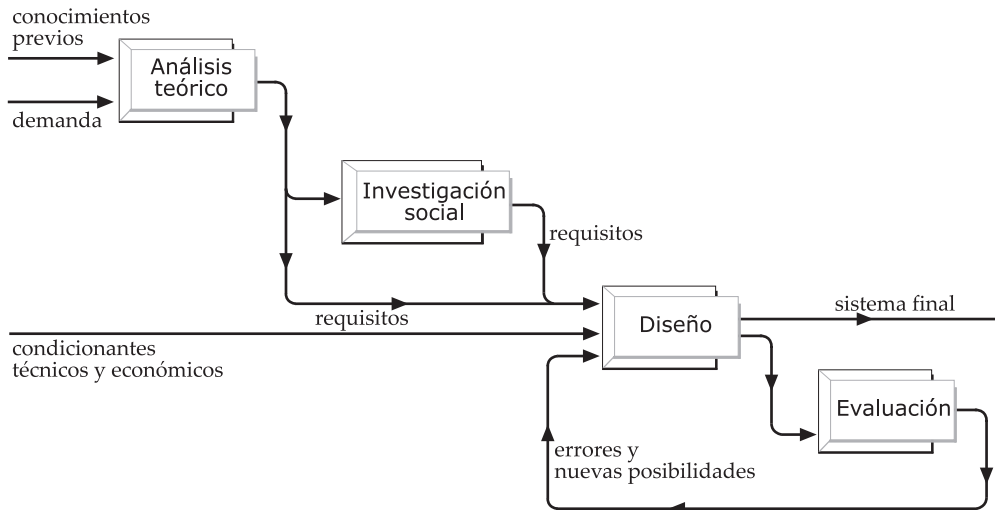 conocimientos
previos
Análisis
teórico
demanda
Investigación
social
requisitos
requisitos
Diseño
sistema final
condicionantes
técnicos y económicos
Evaluación
errores y
nuevas posibilidades